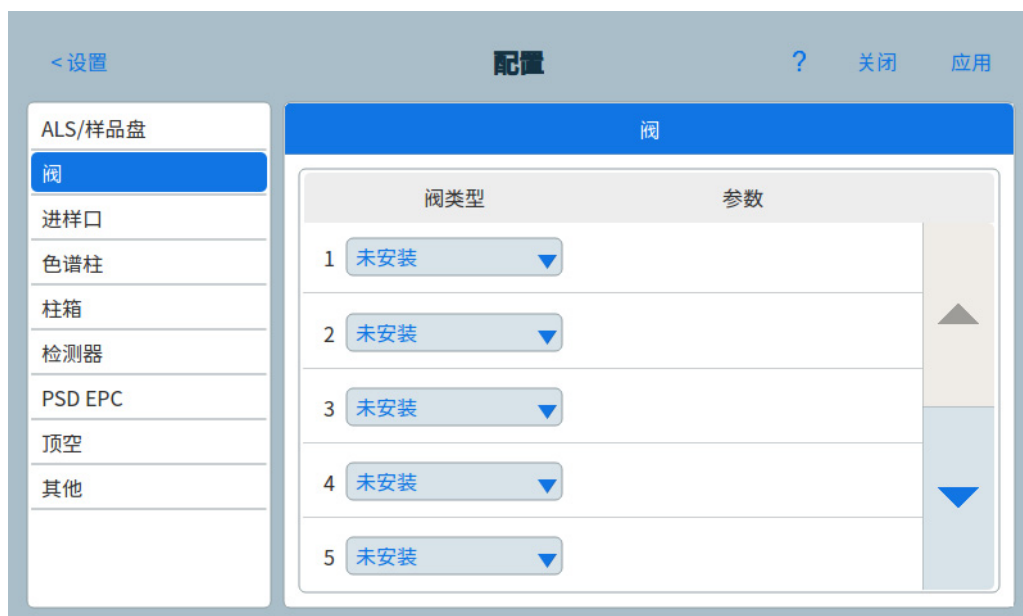 < 设置
配置
?
关闭
应用
ALS/样品盘
阀
进样口
色谱柱
柱箱
检测器
PSD EPC
顶空
其他
阀
阀类型 参数
1 未安装
2 未安装
3 未安装
4 未安装
5 未安装